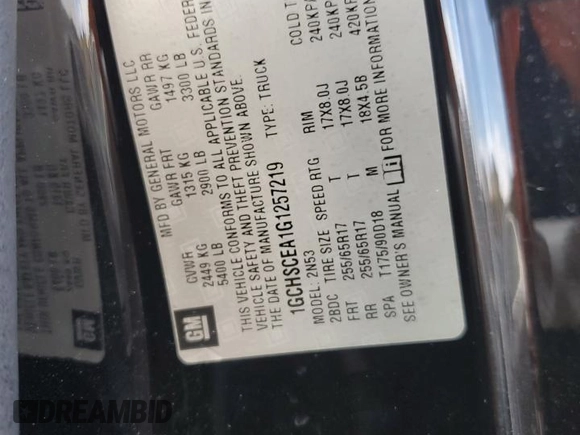 MFD BY GENERAL MOTORS LLC
GVWR GAWR FRT GAWR RR
2449 KG 1315 KG 1497 KG
5400 LB 2900 LB 3300 LB
THIS VEHICLE CONFORMS TO ALL APPLICABLE U.S. FEDER
VEHICLE SAFETY AND THEFT PREVENTION STANDARDS IN
THE DATE OF MANUFACTURE SHOWN ABOVE.
1GCHSCEA1G1257219 TYPE: TRUCK
MODEL: 2N53
2BDC TIRE SIZE SPEED RTG RIM COLD T
FRT 255/65R17 T 17X8.0J 240KPA
RR 255/65R17 T 17X8.0J 240KPA
SPA T175/90D18 M 18X4.5B 420KP
SEE OWNER'S MANUAL FOR MORE INFORMATION
GM
DREAMBID